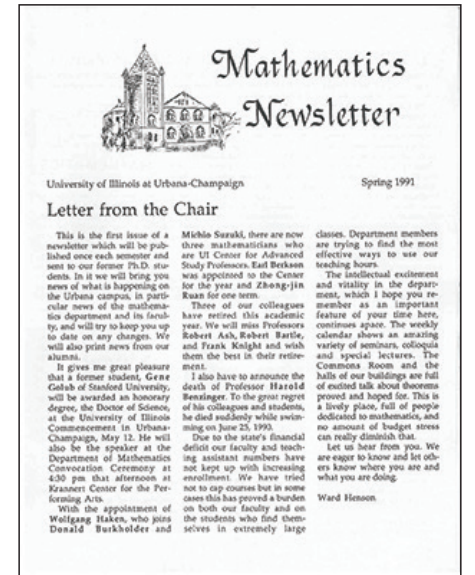 Mathematics
Newsletter
University of Illinois at Urbana-Champaign
Spring 1991
Letter from the Chair
This is the first issue of a
newsletter which will be pub-
lished once each semester and
sent to our former Ph.D. stu-
dents. In it we will bring you
news of what is happening on
the Urbana campus, in partic-
ular news of the mathema-
tics department and its facul-
ty, and will try to keep you up
to date on any changes. We
will also print news from our
alumni.
It gives me great pleasure
that a former student, Gene
Golub of Stanford University,
will be awarded an honorary
degree, the Doctor of Science,
at the University of Illinois
Commencement in Urbana-
Champaign, May 12. He will
also be the speaker at the
Department of Mathematics
Convocation Ceremony at
4:30 pm that afternoon at
Krannert Center for the Per-
forming Arts.
With the appointment of
Wolfgang Haken, who joins
Donald Burkholder and
Michio Suzuki, there are now
three mathematicians who
are UI Center for Advanced
Study Professors. Earl Berkson
was appointed to the Center
for the year and Zhong-jin
Ruan for one term.
Three of our colleagues
have retired this academic
year. We will miss Professors
Robert Ash, Robert Bartle,
and Frank Knight and wish
them the best in their retire-
ment.
I also have to announce the
death of Professor Harold
Benzinger. To the great regret
of his colleagues and students,
he died suddenly while swim-
ming on June 25, 1990.
Due to the state's financial
deficit our faculty and teach-
ing assistant numbers have
not kept up with increasing
enrollment. We have tried
not to cap courses but in some
cases this has proved a burden
on both our faculty and on
the students who find them-
selves in extremely large
classes. Department members
are trying to find the most
effective ways to use our
teaching hours.
The intellectual excitement
and vitality in the depart-
ment, which I hope you re-
member as an important
feature of your time here,
continues apace. The weekly
calendar shows an amazing
variety of seminars, colloquia
and special lectures. The
Commons Room and the
halls of our buildings are full
of excited talk about theorems
proved and hoped for. This is
a lively place, full of people
dedicated to mathematics, and
no amount of budget stress
can really diminish that.
Let us hear from you. We
are eager to know and let oth-
ers know where you are and
what you are doing.
Ward Henson